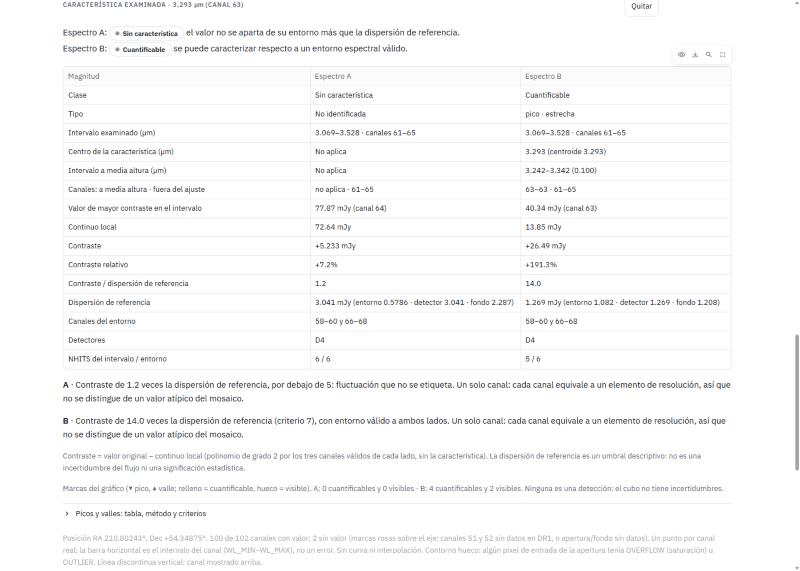 CARACTERÍSTICA EXAMINADA · 3,293 µm (CANAL 63)
Quitar
Espectro A: Sin característica el valor no se aparta de su entorno más que la dispersión de referencia.
Espectro B: Cuantificable se puede caracterizar respecto a un entorno espectral válido.
Magnitud Espectro A Espectro B
Clase Sin característica Cuantificable
Tipo No identificada pico · estrecha
Intervalo examinado (µm) 3.069–3.528 · canales 61–65 3.069–3.528 · canales 61–65
Centro de la característica (µm) No aplica 3.293 (centroide 3.293)
Intervalo a media altura (µm) No aplica 3.242–3.342 (0.100)
Canales: a media altura · fuera del ajuste no aplica · 61–65 63–63 · 61–65
Valor de mayor contraste en el intervalo 77.87 mJy (canal 64) 40.34 mJy (canal 63)
Continuo local 72.64 mJy 13.85 mJy
Contraste +5.233 mJy +26.49 mJy
Contraste relativo +7.2% +191.3%
Contraste / dispersión de referencia 1.2 14.0
Dispersión de referencia 3.041 mJy (entorno 0.5786 · detector 3.041 · fondo 2.287) 1.269 mJy (entorno 1.082 · detector 1.269 · fondo 1.208)
Canales del entorno 58–60 y 66–68 58–60 y 66–68
Detectores D4 D4
NHITS del intervalo / entorno 6 / 6 5 / 6
A · Contraste de 1.2 veces la dispersión de referencia, por debajo de 5: fluctuación que no se etiqueta. Un solo canal: cada canal equivale a un elemento de resolución, así que
no se distingue de un valor atípico del mosaico.
B · Contraste de 14.0 veces la dispersión de referencia (criterio 7), con entorno válido a ambos lados. Un solo canal: cada canal equivale a un elemento de resolución, así que
no se distingue de un valor atípico del mosaico.
Contraste = valor original − continuo local (polinomio de grado 2 por los tres canales válidos de cada lado, sin la característica). La dispersión de referencia es un umbral descriptivo: no es una
incertidumbre del flujo ni una significación estadística.
Marcas del gráfico (▼ pico, ▲ valle; relleno = cuantificable, hueco = visible). A: 0 cuantificables y 0 visibles · B: 4 cuantificables y 2 visibles. Ninguna es una detección: el cubo no tiene incertidumbres.
Picos y valles: tabla, método y criterios
Posición RA 210.80243°, Dec +54.34875°. 100 de 102 canales con valor; 2 sin valor (marcas rosas sobre el eje: canales 51 y 52 sin datos en DR1, o apertura/fondo sin datos). Un punto por canal
real; la barra horizontal es el intervalo del canal (WL_MIN–WL_MAX), no un error. Sin curva ni interpolación. Contorno hueco: algún píxel de entrada de la apertura tenía OVERFLOW (saturación) u
OUTLIER. Línea discontinua vertical: canal mostrado arriba.